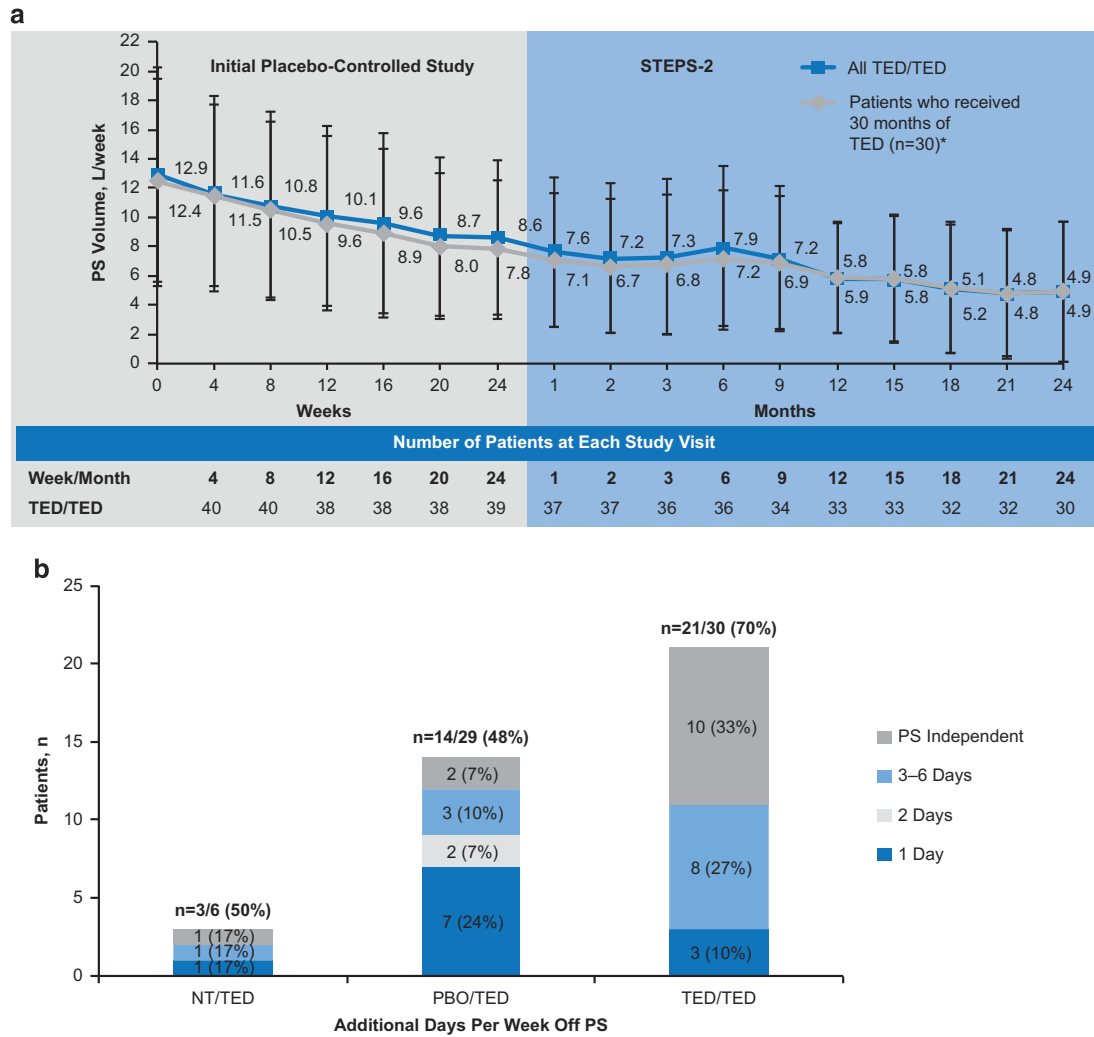 a
22
20
18
16
14
12
10
8
6
4
2
0
PS Volume, L/week
Initial Placebo-Controlled Study
STEPS-2
All TED/TED
Patients who received
30 months of
TED (n=30)*
12.9
11.6
10.8
10.1
9.6
8.7
8.6
7.6
7.2
7.3
7.9
7.2
5.8
5.8
5.1
4.8
4.9
12.4
11.5
10.5
9.6
8.9
8.0
7.8
7.1
6.7
6.8
7.2
6.9
5.9
5.8
5.2
4.8
4.9
0 4 8 12 16 20 24 1 2 3 6 9 12 15 18 21 24
Weeks Months
Number of Patients at Each Study Visit
Week/Month 4 8 12 16 20 24 1 2 3 6 9 12 15 18 21 24
TED/TED 40 40 38 38 38 39 37 37 36 36 34 33 33 32 32 30
b
25
20
15
10
5
0
Patients, n
n=3/6 (50%)
1 (17%)
1 (17%)
1 (17%)
n=14/29 (48%)
2 (7%)
3 (10%)
2 (7%)
7 (24%)
n=21/30 (70%)
10 (33%)
8 (27%)
3 (10%)
PS Independent
3–6 Days
2 Days
1 Day
NT/TED PBO/TED TED/TED
Additional Days Per Week Off PS